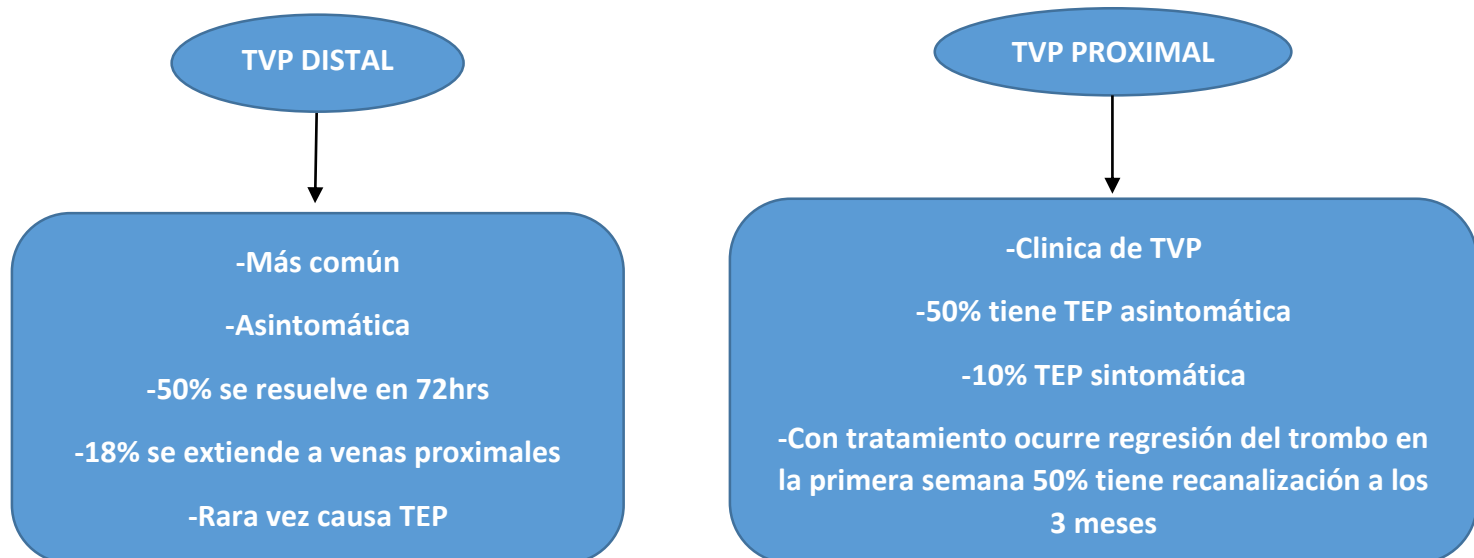 TVP DISTAL
-Más común
-Asintomática
-50% se resuelve en 72hrs
-18% se extiende a venas proximales
-Rara vez causa TEP
TVP PROXIMAL
-Clinica de TVP
-50% tiene TEP asintomática
-10% TEP sintomática
-Con tratamiento ocurre regresión del trombo en
la primera semana 50% tiene recanalización a los
3 meses